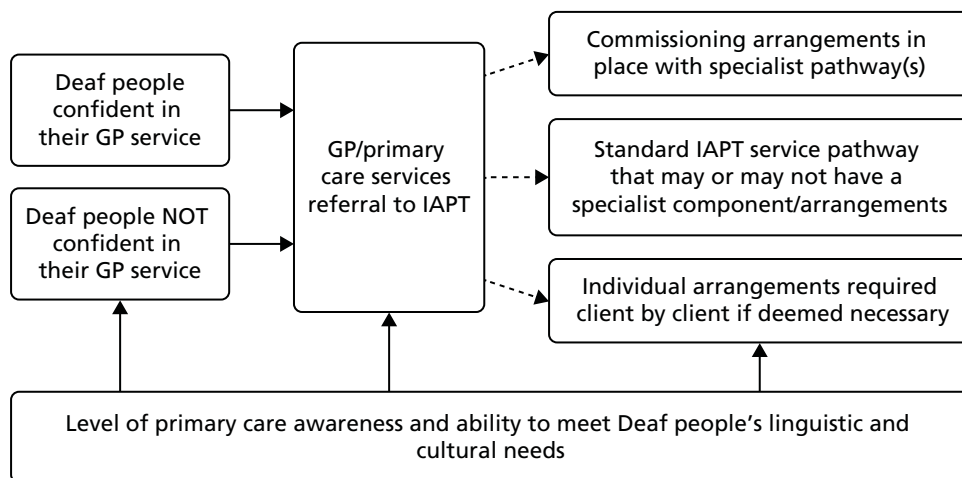 Deaf people
confident in
their GP service
Deaf people NOT
confident in
their GP service
GP/primary
care services
referral to IAPT
Commissioning arrangements in
place with specialist pathway(s)
Standard IAPT service pathway
that may or may not have a
specialist component/arrangements
Individual arrangements required
client by client if deemed necessary
Level of primary care awareness and ability to meet Deaf people’s linguistic and
cultural needs